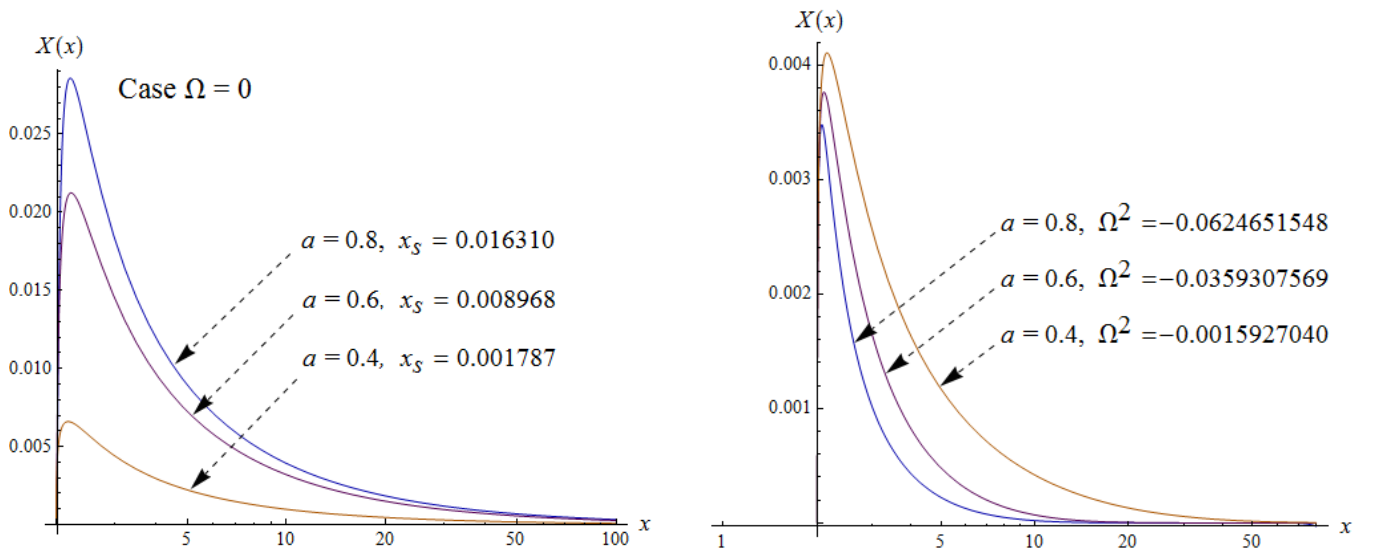 X(x)
Case Ω = 0
0.025
0.020
0.015
0.010
0.005
a = 0.8, x_s = 0.016310
a = 0.6, x_s = 0.008968
a = 0.4, x_s = 0.001787
5 10 20 50 100 x
X(x)
0.004
0.003
0.002
0.001
a = 0.8, Ω² =−0.0624651548
a = 0.6, Ω² =−0.0359307569
a = 0.4, Ω² =−0.0015927040
1 5 10 20 50 x